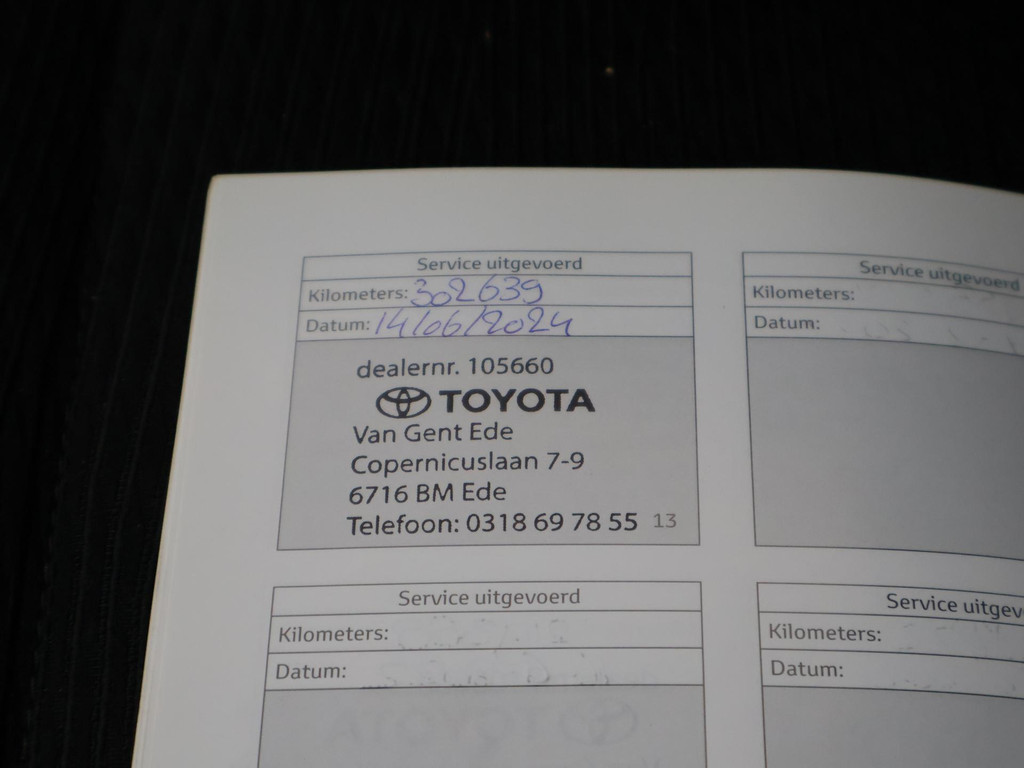 Service uitgevoerd
Kilometers: 302639
Datum: 14/06/2024
dealernr. 105660
TOYOTA
Van Gent Ede
Copernicuslaan 7-9
6716 BM Ede
Telefoon: 0318 69 78 55 13
Service uitgevoerd
Kilometers:
Datum:
Service uitgevoerd
Kilometers:
Datum:
Service uitgev
Kilometers:
Datum: